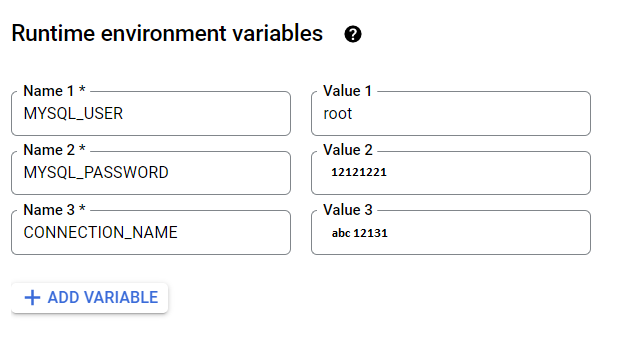 Runtime environment variables ?
Name 1 * Value 1
MYSQL_USER root
Name 2 * Value 2
MYSQL_PASSWORD 12121221
Name 3 * Value 3
CONNECTION_NAME abc 12131
+ ADD VARIABLE